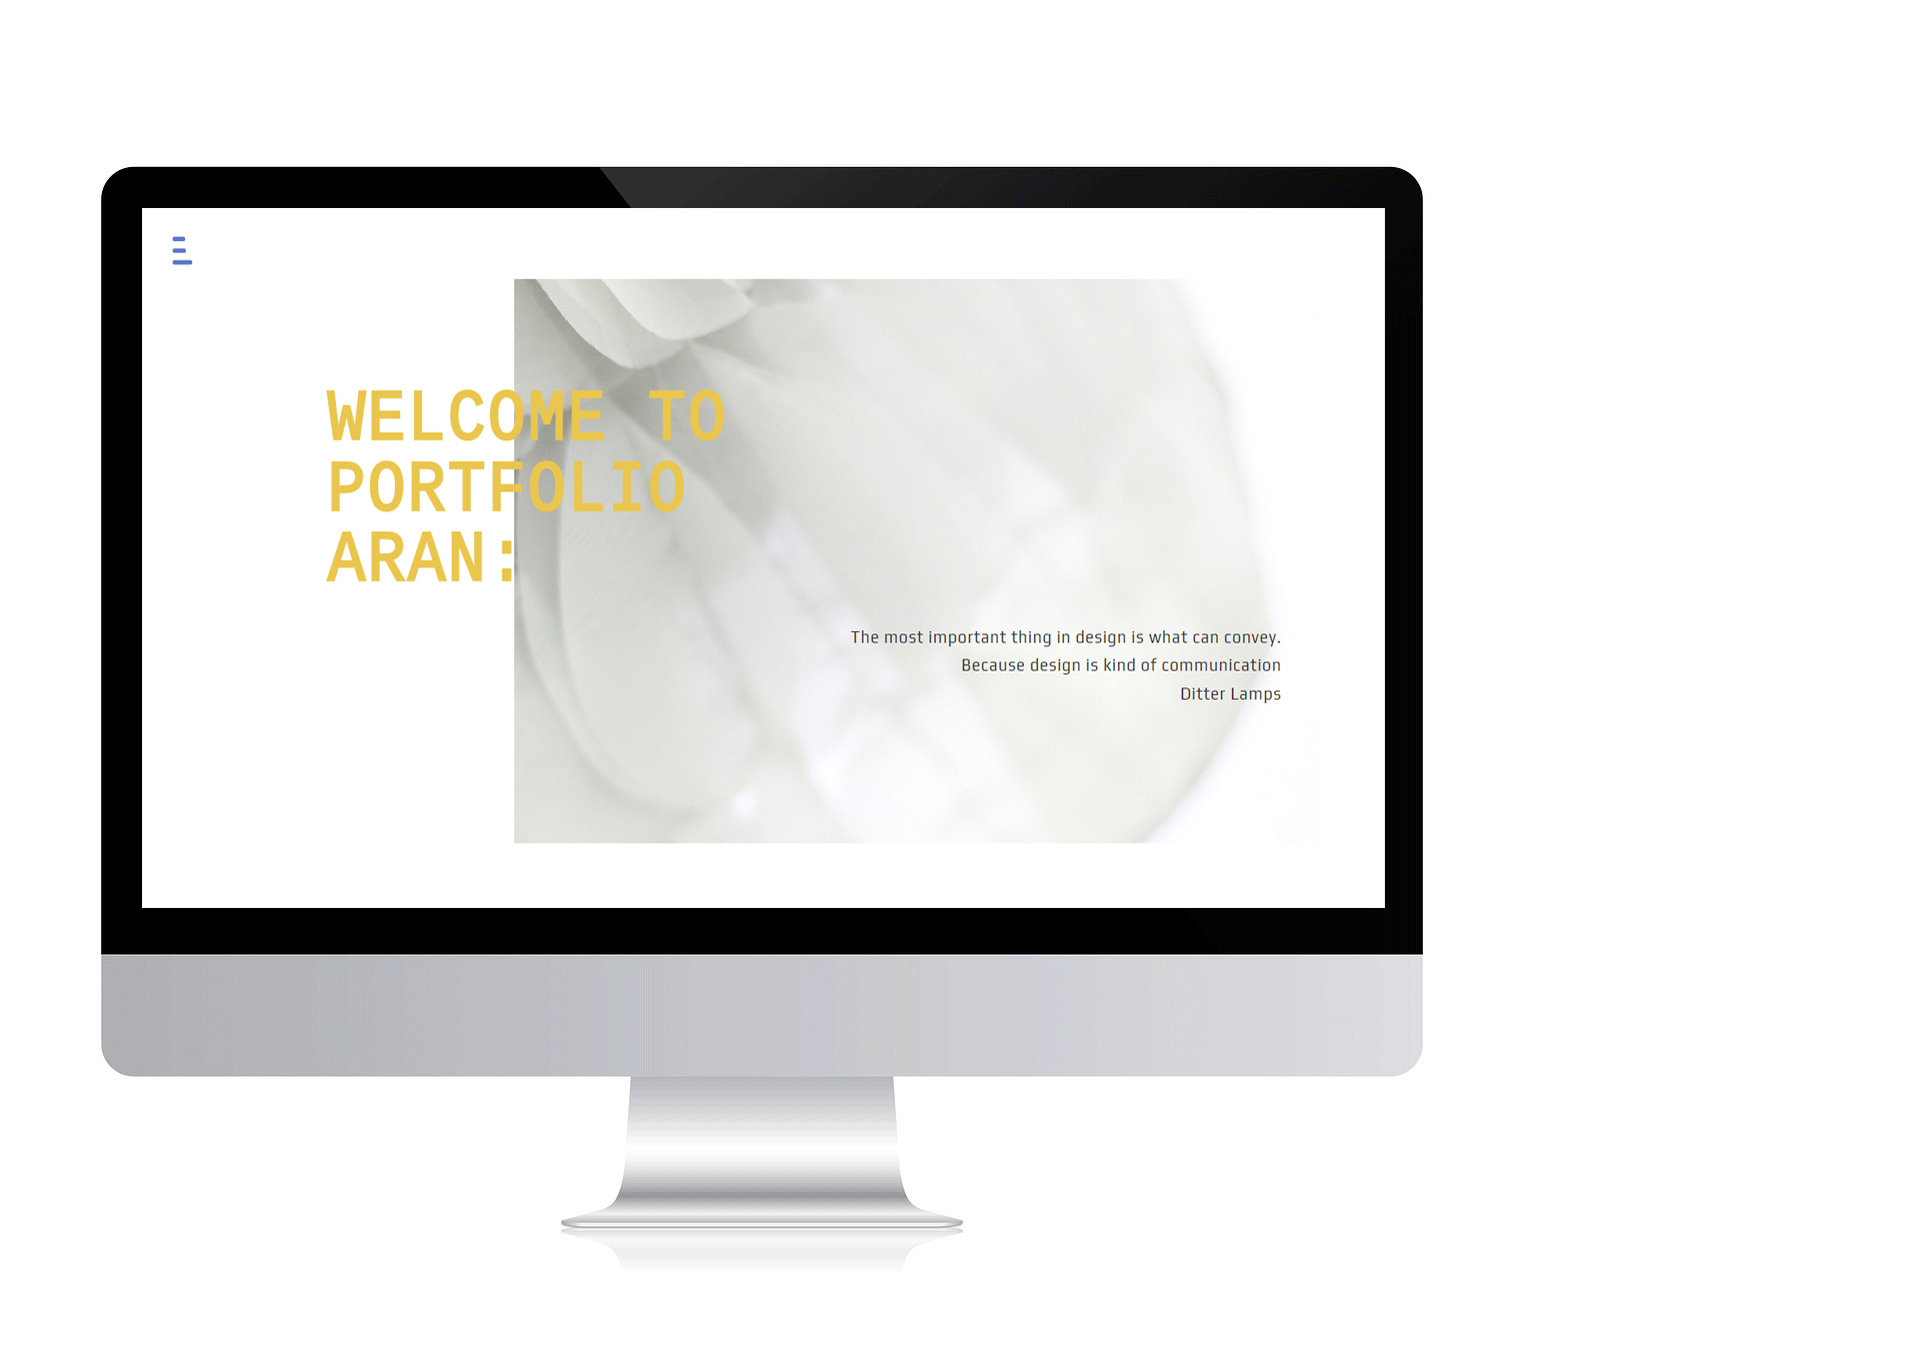 WELCOME TO
PORTFOLIO
ARAN:
The most important thing in design is what can convey.
Because design is kind of communication
Ditter Lamps